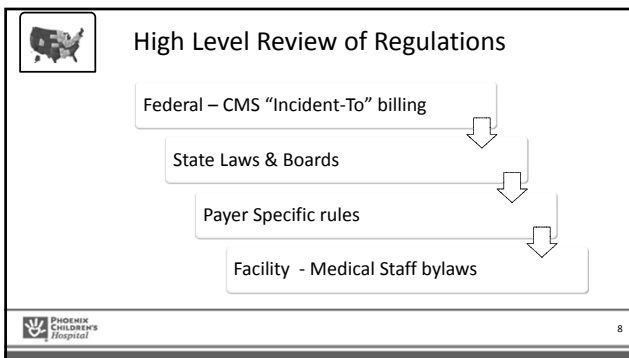 High Level Review of Regulations
Federal – CMS “Incident-To” billing
State Laws & Boards
Payer Specific rules
Facility - Medical Staff bylaws
PHOENIX
CHILDREN'S
Hospital
8